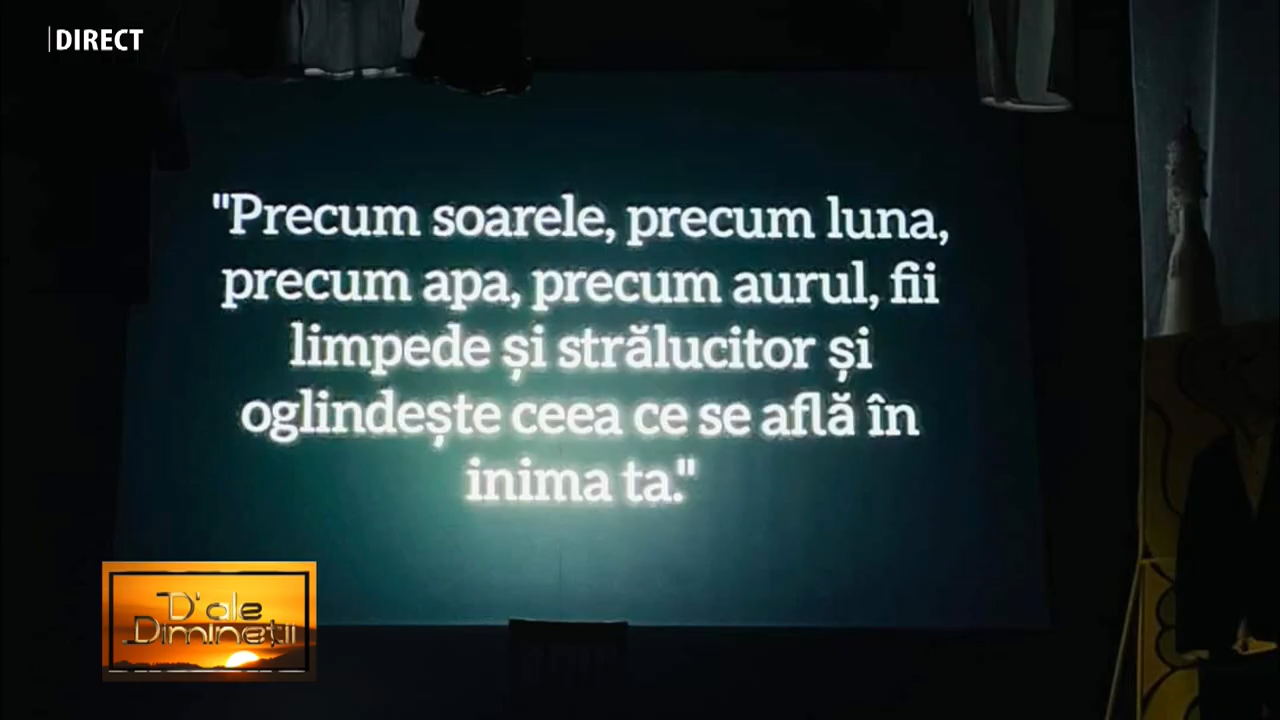 DIRECT
"Precum soarele, precum luna,
precum apa, precum aurul, fii
limpede și strălucitor și
oglindește ceea ce se află în
inima ta."
D'ale
Dimineții